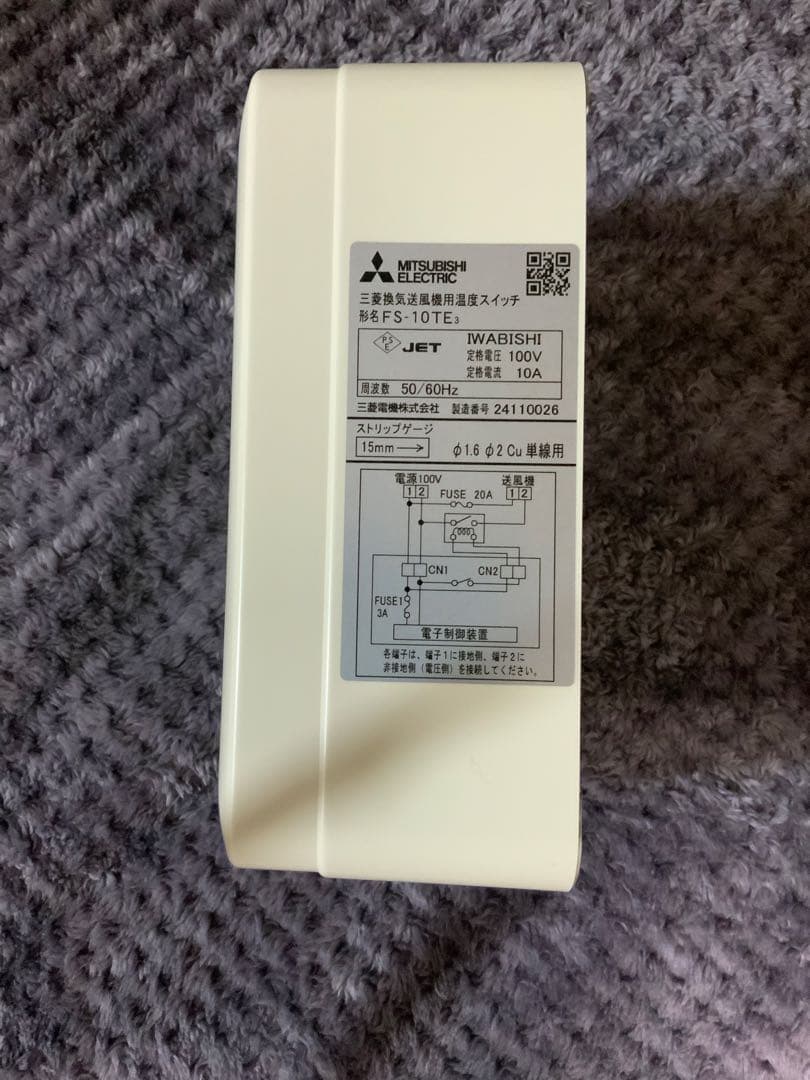 MITSUBISHI
ELECTRIC
三菱換気送風機用温度スイッチ
形名 FS-10TE3
PSE JET IWABISHI
定格電圧 100V
定格電流 10A
周波数 50/60Hz
三菱電機株式会社 製造番号 24110026
ストリップゲージ
15mm→ φ1.6 φ2 Cu 単線用
電源100V 送風機
1 2 FUSE 20A 1 2
CN1 CN2
FUSE1
3A
電子制御装置
各端子は、端子1に接地側、端子2に
非接地側(電圧側)を接続してください。